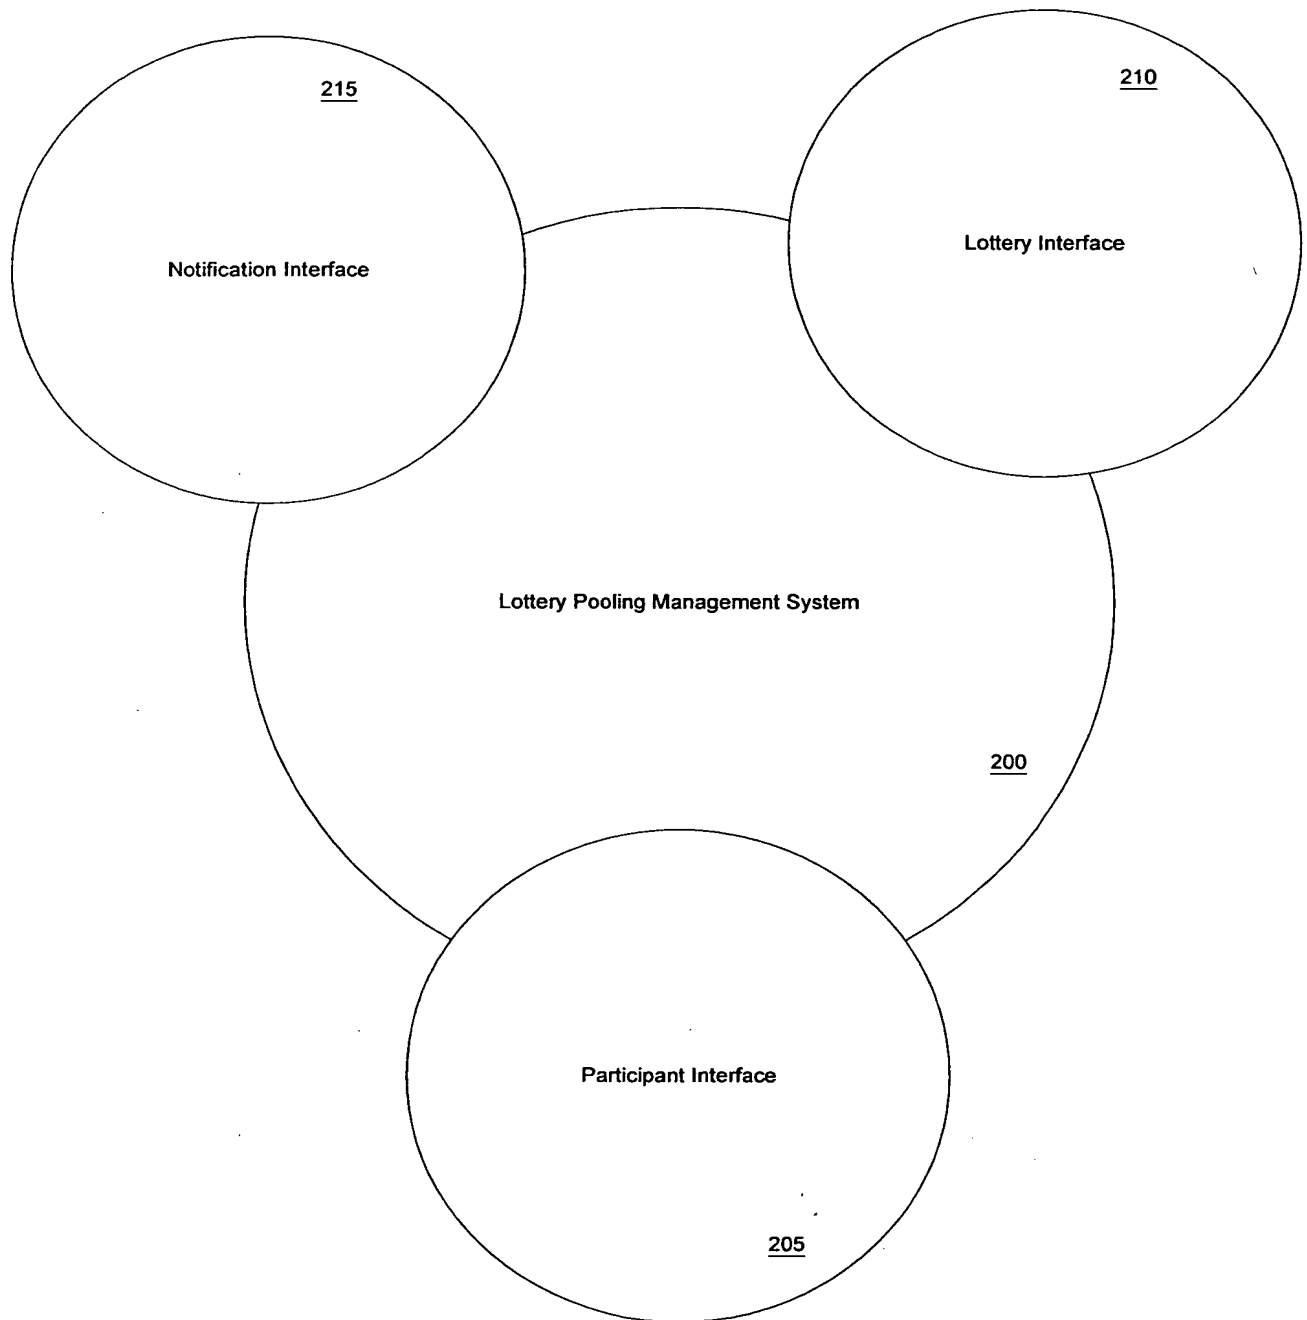 215
210
Notification Interface
Lottery Interface
Lottery Pooling Management System
200
Participant Interface
205